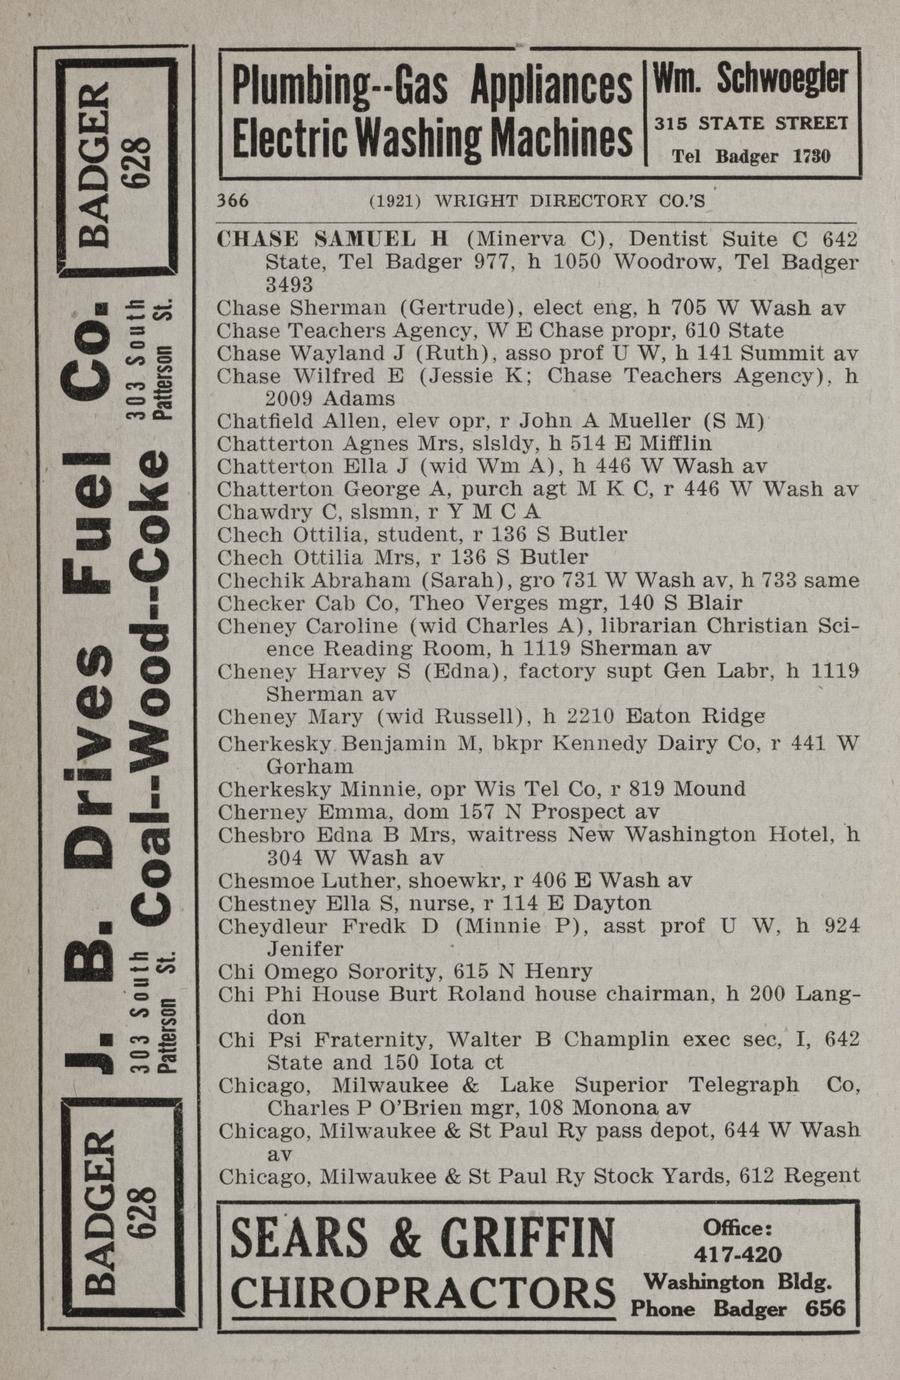 Plumbing--Gas Appliances
Electric Washing Machines
Wm. Schwoegler
315 STATE STREET
Tel Badger 1730
366 (1921) WRIGHT DIRECTORY CO.'S
CHASE SAMUEL H (Minerva C), Dentist Suite C 642
State, Tel Badger 977, h 1050 Woodrow, Tel Badger
3493
Chase Sherman (Gertrude), elect eng, h 705 W Wash av
Chase Teachers Agency, W E Chase propr, 610 State
Chase Wayland J (Ruth), asso prof U W, h 141 Summit av
Chase Wilfred E (Jessie K; Chase Teachers Agency), h
2009 Adams
Chatfield Allen, elev opr, r John A Mueller (S M)
Chatterton Agnes Mrs, slsldy, h 514 E Mifflin
Chatterton Ella J (wid Wm A), h 446 W Wash av
Chatterton George A, purch agt M K C, r 446 W Wash av
Chawdry C, slsmn, r Y M C A
Chech Ottilia, student, r 136 S Butler
Chech Ottilia Mrs, r 136 S Butler
Chechik Abraham (Sarah), gro 731 W Wash av, h 733 same
Checker Cab Co, Theo Verges mgr, 140 S Blair
Cheney Caroline (wid Charles A), librarian Christian Sci-
ence Reading Room, h 1119 Sherman av
Cheney Harvey S (Edna), factory supt Gen Labr, h 1119
Sherman av
Cheney Mary (wid Russell), h 2210 Eaton Ridge
Cherkesky Benjamin M, bkpr Kennedy Dairy Co, r 441 W
Gorham
Cherkesky Minnie, opr Wis Tel Co, r 819 Mound
Cherney Emma, dom 157 N Prospect av
Chesbro Edna B Mrs, waitress New Washington Hotel, h
304 W Wash av
Chesmoe Luther, shoewkr, r 406 E Wash av
Chestney Ella S, nurse, r 114 E Dayton
Cheydleur Fredk D (Minnie P), asst prof U W, h 924
Jenifer
Chi Omego Sorority, 615 N Henry
Chi Phi House Burt Roland house chairman, h 200 Lang-
don
Chi Psi Fraternity, Walter B Champlin exec sec, I, 642
State and 150 Iota ct
Chicago, Milwaukee & Lake Superior Telegraph Co,
Charles P O'Brien mgr, 108 Monona av
Chicago, Milwaukee & St Paul Ry pass depot, 644 W Wash
av
Chicago, Milwaukee & St Paul Ry Stock Yards, 612 Regent
SEARS & GRIFFIN
CHIROPRACTORS
Office:
417-420
Washington Bldg.
Phone Badger 656
BADGER
628
J. B. Drives Fuel Co.
303 South
Patterson St.
Coal--Wood--Coke
303 South
Patterson St.
BADGER
628